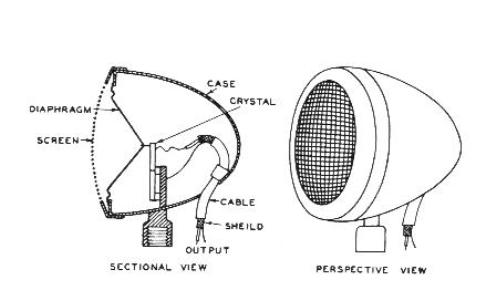 CASE
CRYSTAL
DIAPHRAGM
SCREEN
CABLE
SHEILD
OUTPUT
SECTIONAL VIEW
PERSPECTIVE VIEW